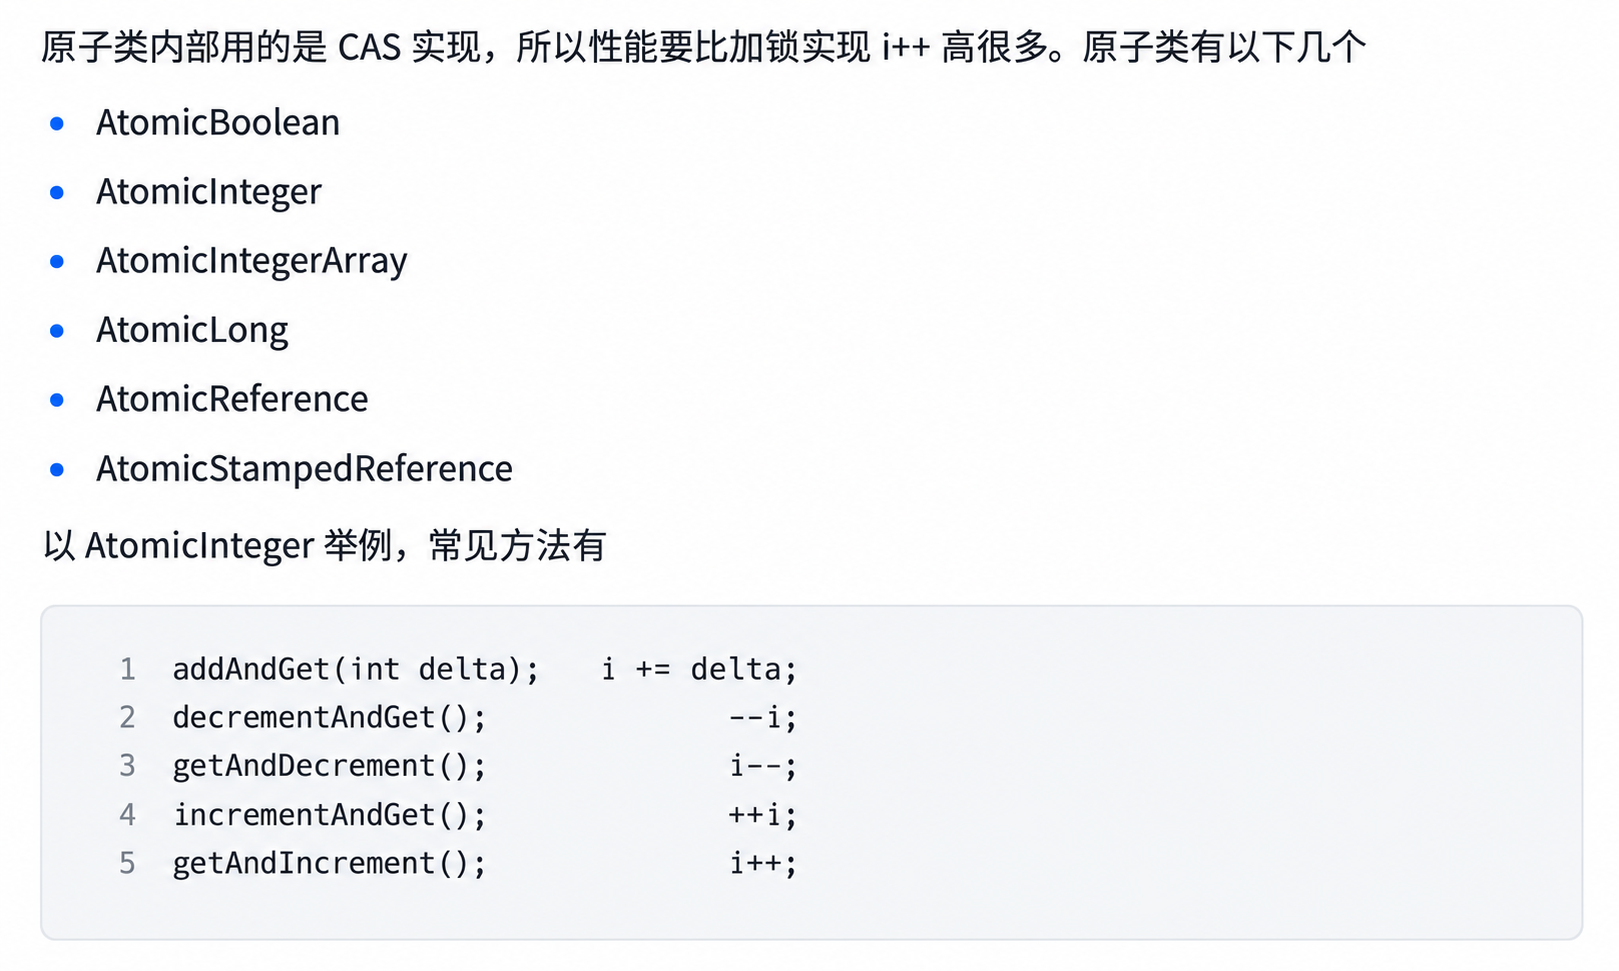 原子类内部用的是 CAS 实现，所以性能要比加锁实现 i++ 高很多。原子类有以下几个
• AtomicBoolean
• AtomicInteger
• AtomicIntegerArray
• AtomicLong
• AtomicReference
• AtomicStampedReference
以 AtomicInteger 举例，常见方法有
1 addAndGet(int delta);   i += delta;
2 decrementAndGet();   --i;
3 getAndDecrement();   i--;
4 incrementAndGet();   ++i;
5 getAndIncrement();   i++;